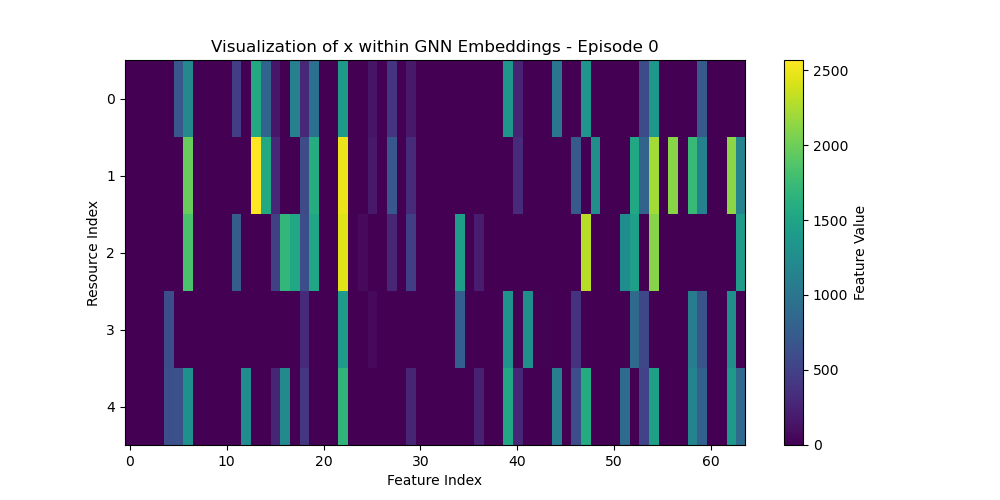 Visualization of x within GNN Embeddings - Episode 0
Resource Index
0
1
2
3
4
0 10 20 30 40 50 60
Feature Index
2500
2000
1500
1000
500
0
Feature Value